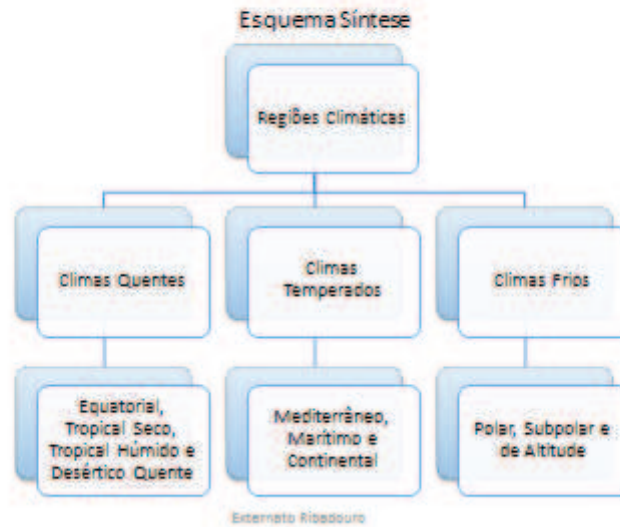 Esquema Síntese
Regiões Climáticas
Climas Quentes
Climas
Temperados
Climas Frios
Equatorial,
Tropical Seco,
Tropical Húmido e
Desértico Quente
Mediterrâneo,
Marítimo e
Continental
Polar, Subpolar e
de Altitude
Externato Ribadouro